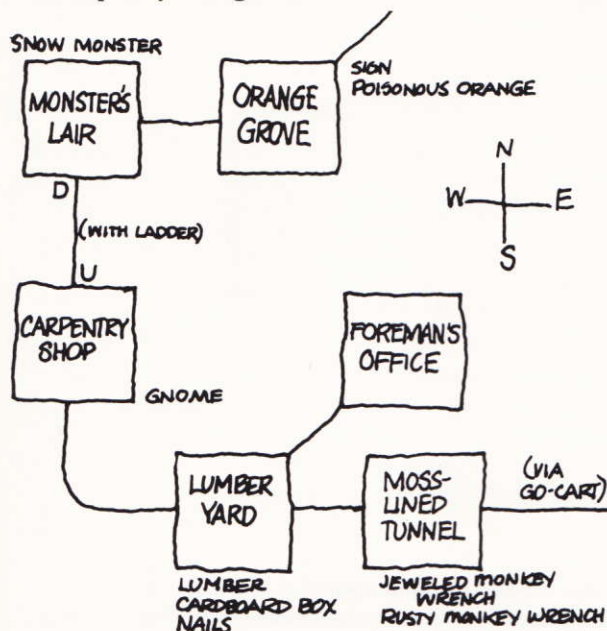 SNOW MONSTER
MONSTER'S
LAIR
ORANGE
GROVE
SIGN
POISONOUS ORANGE
N
W
E
S
D
(WITH LADDER)
U
CARPENTRY
SHOP
GNOME
FOREMAN'S
OFFICE
LUMBER
YARD
MOSS-
LINED
TUNNEL
(VIA
GO-CART)
LUMBER
CARDBOARD BOX
NAILS
JEWELED MONKEY
WRENCH
RUSTY MONKEY WRENCH